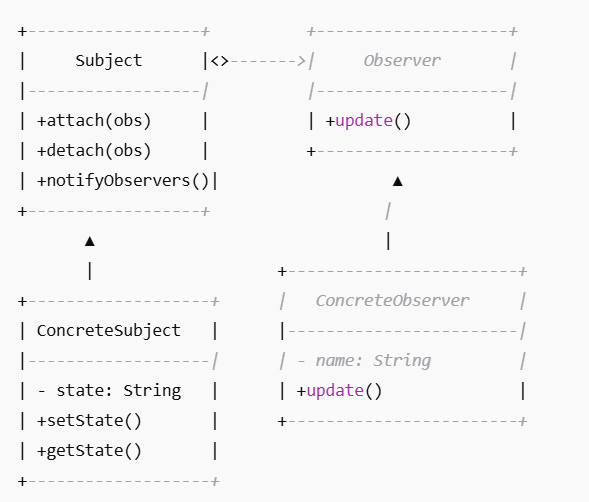 +------------------+          +---------------------+
|     Subject      |<>------->|     Observer        |
|------------------|          |---------------------|
| +attach(obs)     |          | +update()           |
| +detach(obs)     |          +---------------------+
| +notifyObservers()|                  ▲
+------------------+                  |
       ▲                              |
       |                   +------------------------+
+-------------------+      |   ConcreteObserver     |
| ConcreteSubject   |      |------------------------|
|-------------------|      | - name: String         |
| - state: String   |      | +update()              |
| +setState()       |      +------------------------+
| +getState()       |
+-------------------+